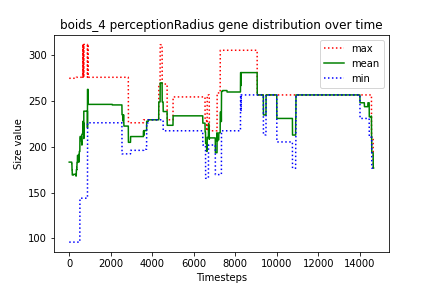 boids_4 perceptionRadius gene distribution over time
max
mean
min
Size value
300
250
200
150
100
0 2000 4000 6000 8000 10000 12000 14000
Timesteps